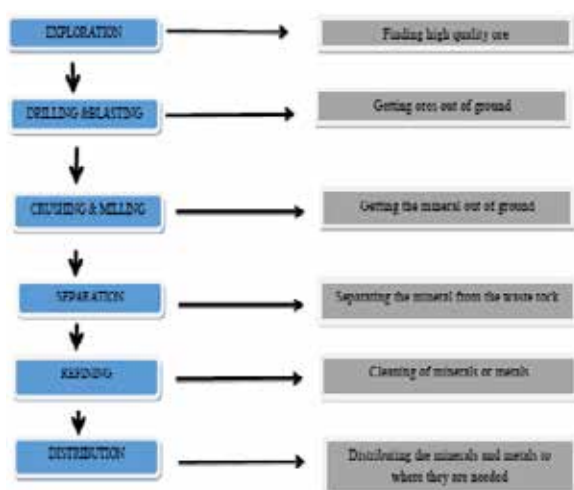 EXPLORATION
Finding high quality ore
DRILLING &BLASTING
Getting ores out of ground
CRUSHING & MILLING
Getting the mineral out of ground
SEPARATION
Separating the mineral from the waste rock
REFINING
Cleaning of minerals or metals
DISTRIBUTION
Distributing the minerals and metals to
where they are needed